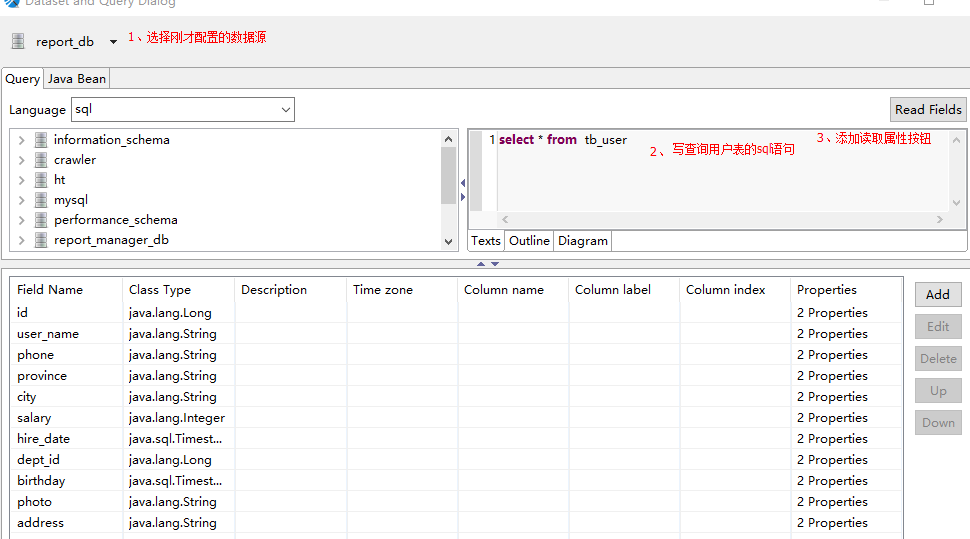 Dataset and Query Dialog
report_db 1、选择刚才配置的数据源
Query Java Bean
Language sql Read Fields
information_schema
crawler
ht
mysql
performance_schema
report_manager_db
1 select * from tb_user
2、写查询用户表的sql语句
3、添加读取属性按钮
Texts Outline Diagram
Field Name Class Type Description Time zone Column name Column label Column index Properties
id java.lang.Long 2 Properties
user_name java.lang.String 2 Properties
phone java.lang.String 2 Properties
province java.lang.String 2 Properties
city java.lang.String 2 Properties
salary java.lang.Integer 2 Properties
hire_date java.sql.Timest... 2 Properties
dept_id java.lang.Long 2 Properties
birthday java.sql.Timest... 2 Properties
photo java.lang.String 2 Properties
address java.lang.String 2 Properties
Add
Edit
Delete
Up
Down